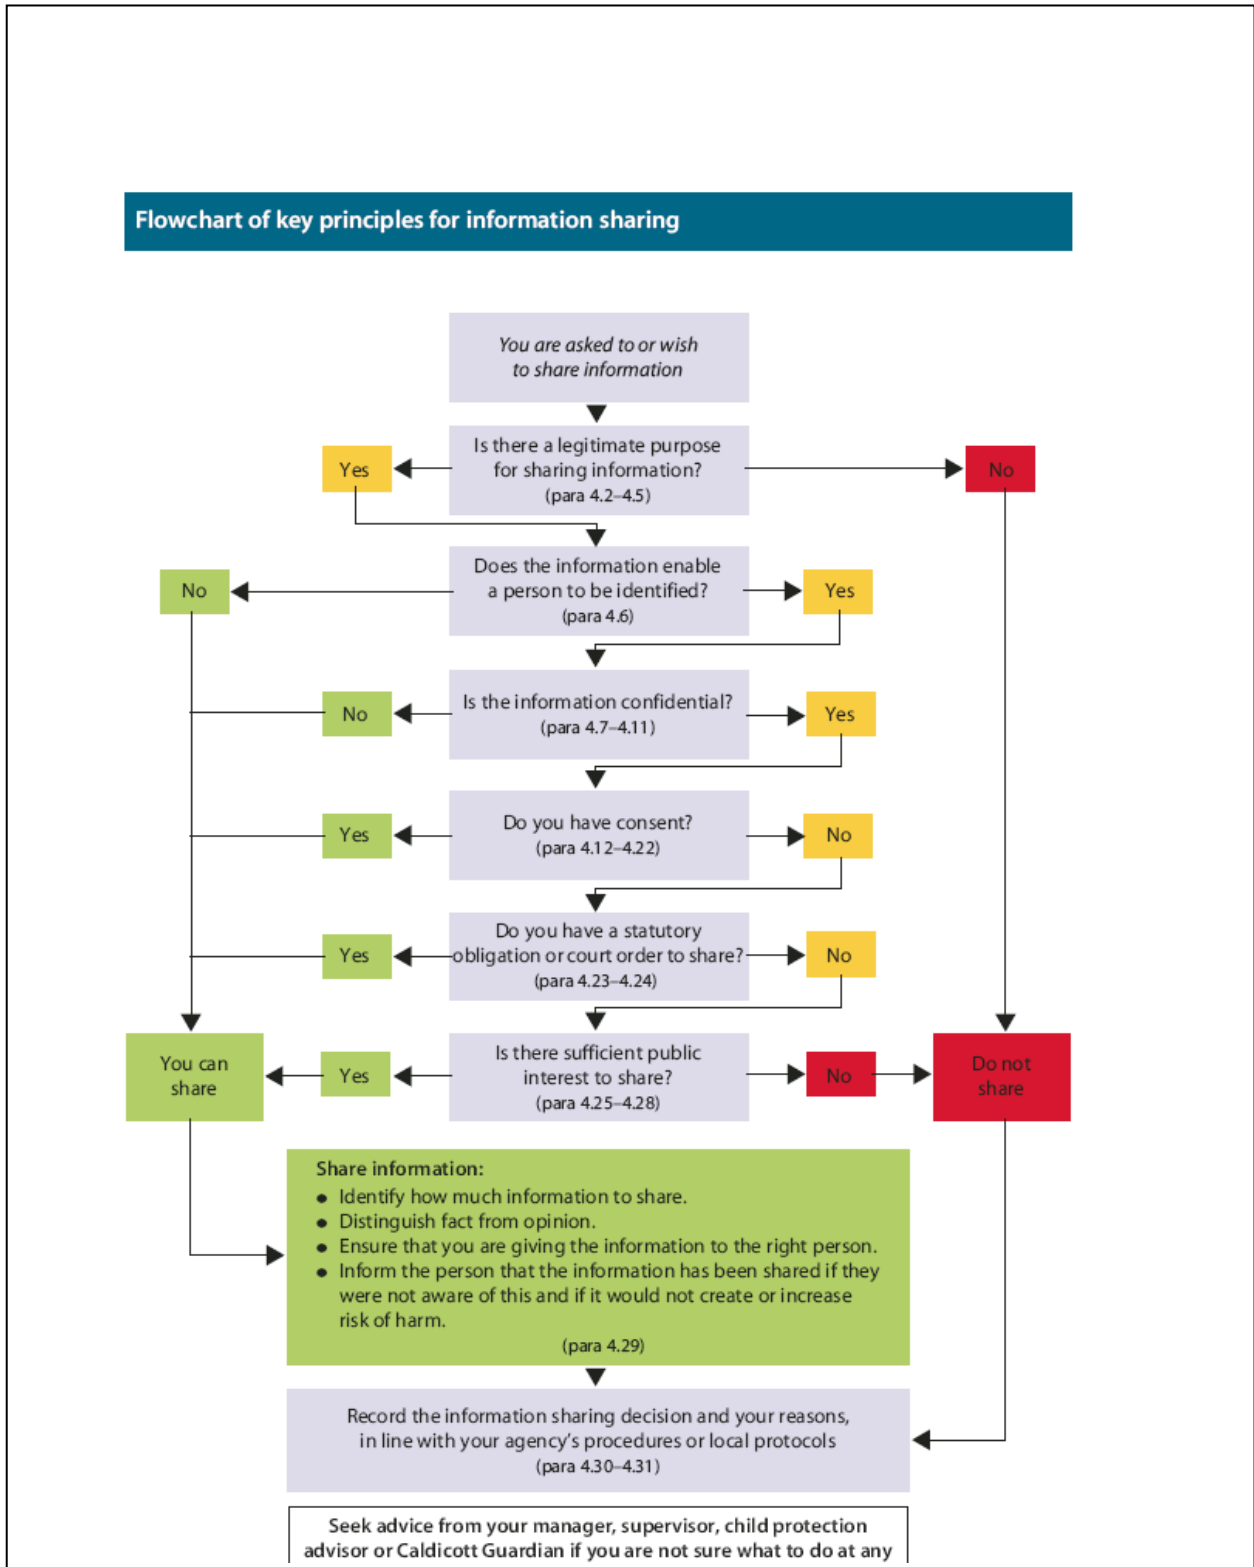 Flowchart of key principles for information sharing
You are asked to or wish
to share information
Is there a legitimate purpose
for sharing information?
(para 4.2–4.5)
Yes
No
Does the information enable
a person to be identified?
(para 4.6)
No
Yes
Is the information confidential?
(para 4.7–4.11)
No
Yes
Do you have consent?
(para 4.12–4.22)
Yes
No
Do you have a statutory
obligation or court order to share?
(para 4.23–4.24)
Yes
No
Is there sufficient public
interest to share?
(para 4.25–4.28)
Yes
No
You can
share
Do not
share
Share information:
● Identify how much information to share.
● Distinguish fact from opinion.
● Ensure that you are giving the information to the right person.
● Inform the person that the information has been shared if they
were not aware of this and if it would not create or increase
risk of harm.
(para 4.29)
Record the information sharing decision and your reasons,
in line with your agency’s procedures or local protocols
(para 4.30–4.31)
Seek advice from your manager, supervisor, child protection
advisor or Caldicott Guardian if you are not sure what to do at any